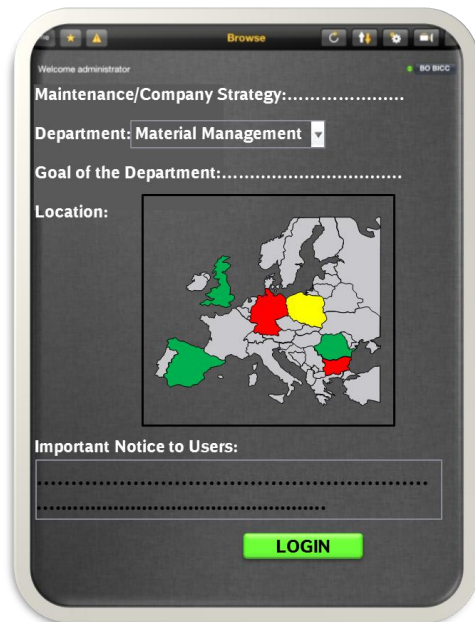 Browse
Welcome administrator
BO BICC
Maintenance/Company Strategy:.....................
Department: Material Management
Goal of the Department:................................
Location:
Important Notice to Users:
LOGIN